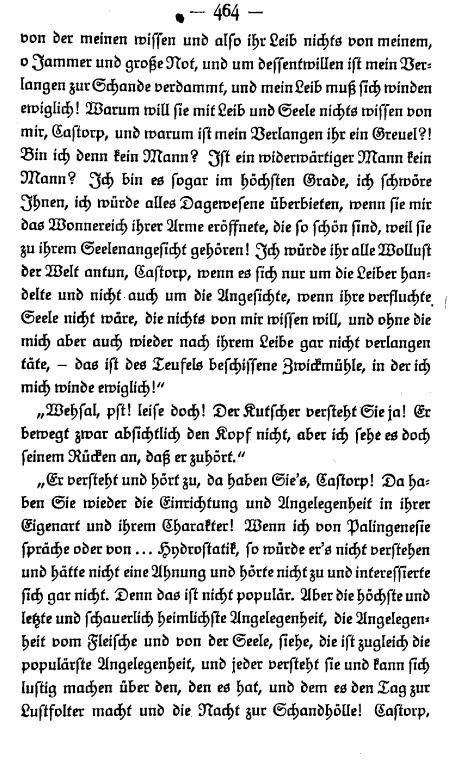 — 464 —
von der meinen wissen und also ihr Leib nichts von meinem,
o Jammer und große Not, und um dessentwillen ist mein Ver-
langen zur Schande verdammt, und mein Leib muß sich winden
ewiglich! Warum will sie mit Leib und Seele nichts wissen von
mir, Castorp, und warum ist mein Verlangen ihr ein Greuel?!
Bin ich denn kein Mann? Ist ein widerwärtiger Mann kein
Mann? Ich bin es sogar im höchsten Grade, ich schwöre
Ihnen, ich würde alles Dagewesene überbieten, wenn sie mir
das Wonnereich ihrer Arme eröffnete, die so schön sind, weil sie
zu ihrem Seelenangesicht gehören! Ich würde ihr alle Wollust
der Welt antun, Castorp, wenn es sich nur um die Leiber han-
delte und nicht auch um die Angesichte, wenn ihre verfluchte
Seele nicht wäre, die nichts von mir wissen will, und ohne die
mich aber auch wieder nach ihrem Leibe gar nicht verlangen
täte, – das ist des Teufels beschissene Zwickmühle, in der ich
mich winde ewiglich!“
„Wehsal, pst! leise doch! Der Kutscher versteht Sie ja! Er
bewegt zwar absichtlich den Kopf nicht, aber ich sehe es doch
seinem Rücken an, daß er zuhört.“
„Er versteht und hört zu, da haben Sie’s, Castorp! Da ha-
ben Sie wieder die Einrichtung und Angelegenheit in ihrer
Eigenart und ihrem Charakter! Wenn ich von Palingenesie
spräche oder von ... Hydrostatik, so würde er’s nicht verstehen
und hätte nicht eine Ahnung und hörte nicht zu und interessierte
sich gar nicht. Denn das ist nicht populär. Aber die höchste und
letzte und schauerlich heimlichste Angelegenheit, die Angelegen-
heit vom Fleische und von der Seele, siehe, die ist zugleich die
populärste Angelegenheit, und jeder versteht sie und kann sich
lustig machen über den, den es hat, und dem es den Tag zur
Lustfolter macht und die Nacht zur Schandhölle! Castorp,